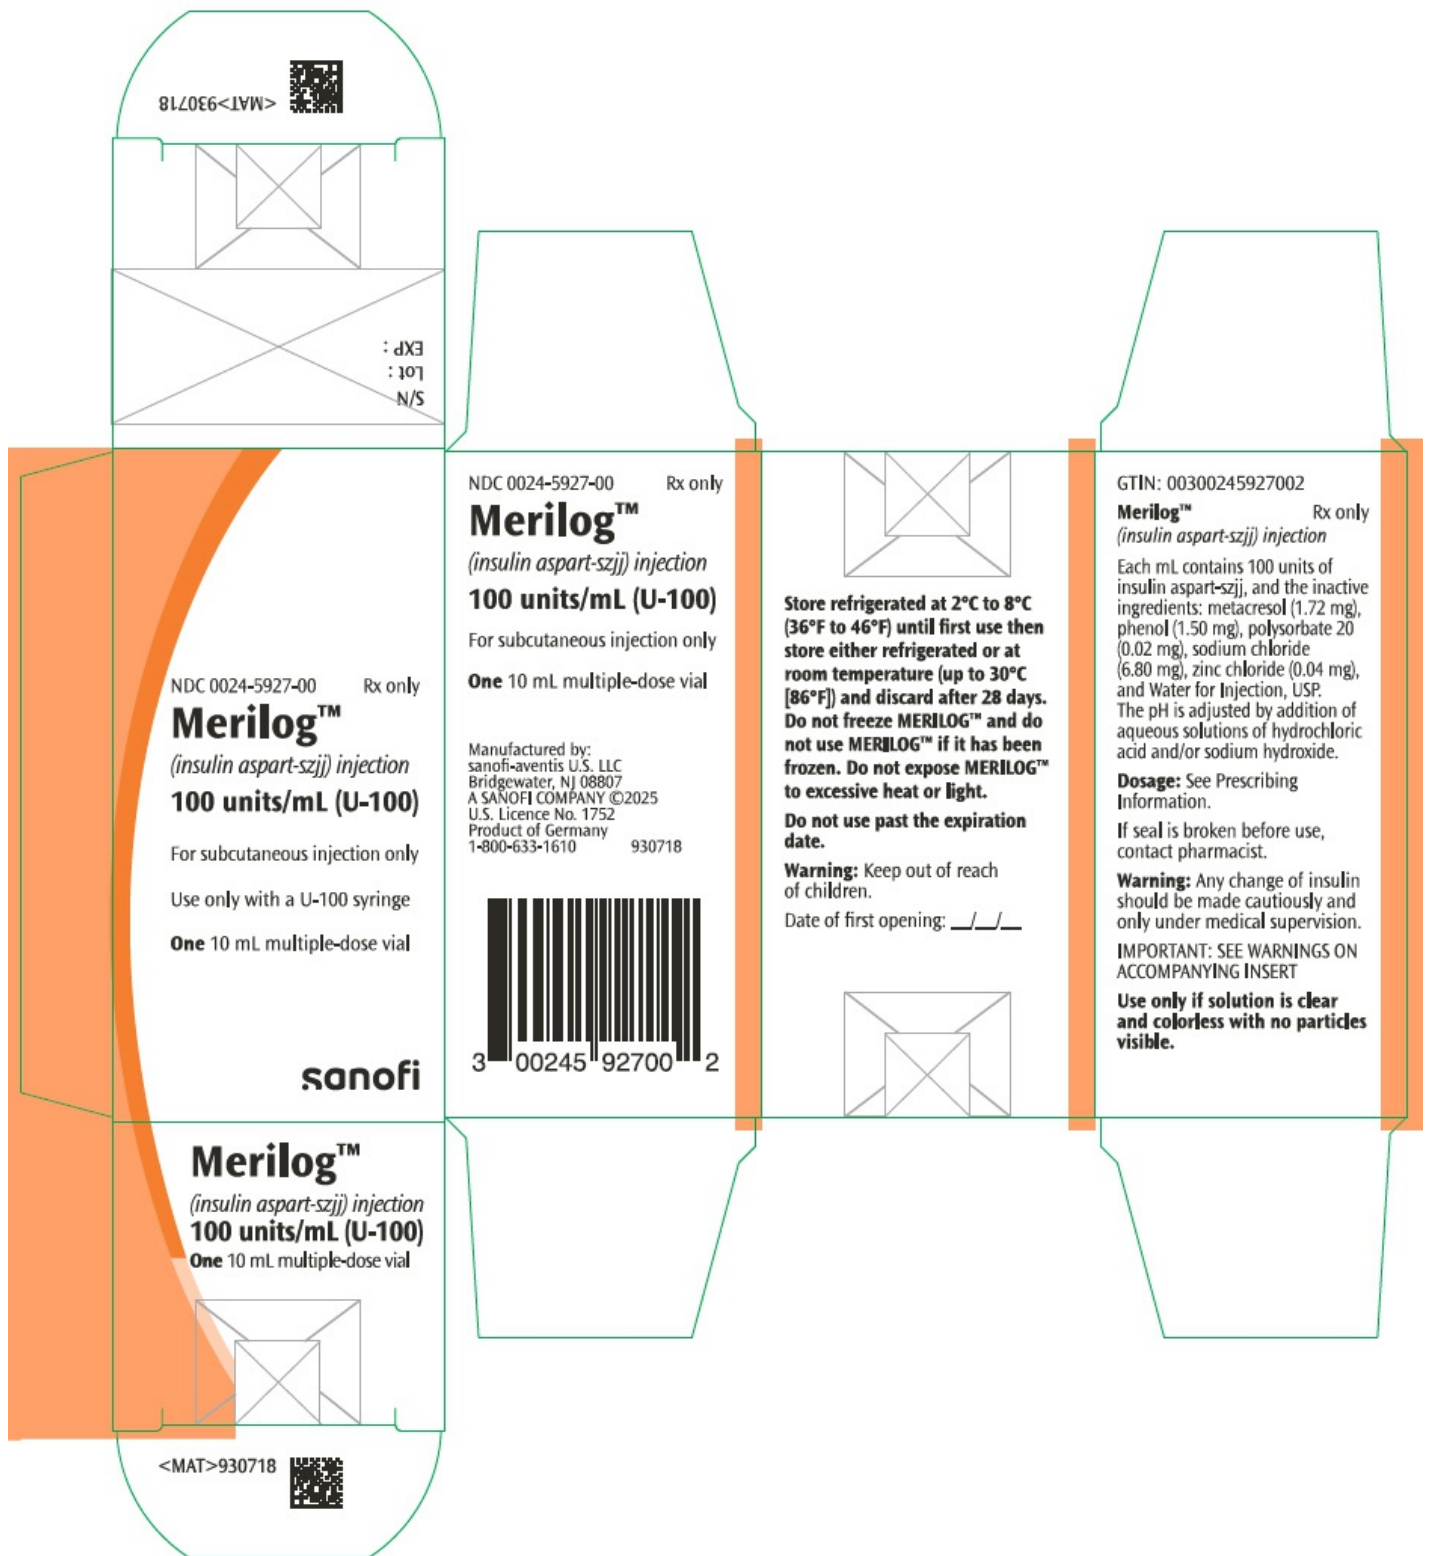 <MAT>930718
EXP :
Lot :
S/N
NDC 0024-5927-00 Rx only
Merilog™
(insulin aspart-szjj) injection
100 units/mL (U-100)
For subcutaneous injection only
Use only with a U-100 syringe
One 10 mL multiple-dose vial
sanofi
Merilog™
(insulin aspart-szjj) injection
100 units/mL (U-100)
One 10 mL multiple-dose vial
<MAT>930718
NDC 0024-5927-00 Rx only
Merilog™
(insulin aspart-szjj) injection
100 units/mL (U-100)
For subcutaneous injection only
One 10 mL multiple-dose vial
Manufactured by:
sanofi-aventis U.S. LLC
Bridgewater, NJ 08807
A SANOFI COMPANY ©2025
U.S. Licence No. 1752
Product of Germany
1-800-633-1610 930718
3 00245 92700 2
Store refrigerated at 2°C to 8°C
(36°F to 46°F) until first use then
store either refrigerated or at
room temperature (up to 30°C
[86°F]) and discard after 28 days.
Do not freeze MERILOG™ and do
not use MERILOG™ if it has been
frozen. Do not expose MERILOG™
to excessive heat or light.
Do not use past the expiration
date.
Warning: Keep out of reach
of children.
Date of first opening: __/__/__
GTIN: 00300245927002
Merilog™ Rx only
(insulin aspart-szjj) injection
Each mL contains 100 units of
insulin aspart-szjj, and the inactive
ingredients: metacresol (1.72 mg),
phenol (1.50 mg), polysorbate 20
(0.02 mg), sodium chloride
(6.80 mg), zinc chloride (0.04 mg),
and Water for Injection, USP.
The pH is adjusted by addition of
aqueous solutions of hydrochloric
acid and/or sodium hydroxide.
Dosage: See Prescribing
Information.
If seal is broken before use,
contact pharmacist.
Warning: Any change of insulin
should be made cautiously and
only under medical supervision.
IMPORTANT: SEE WARNINGS ON
ACCOMPANYING INSERT
Use only if solution is clear
and colorless with no particles
visible.